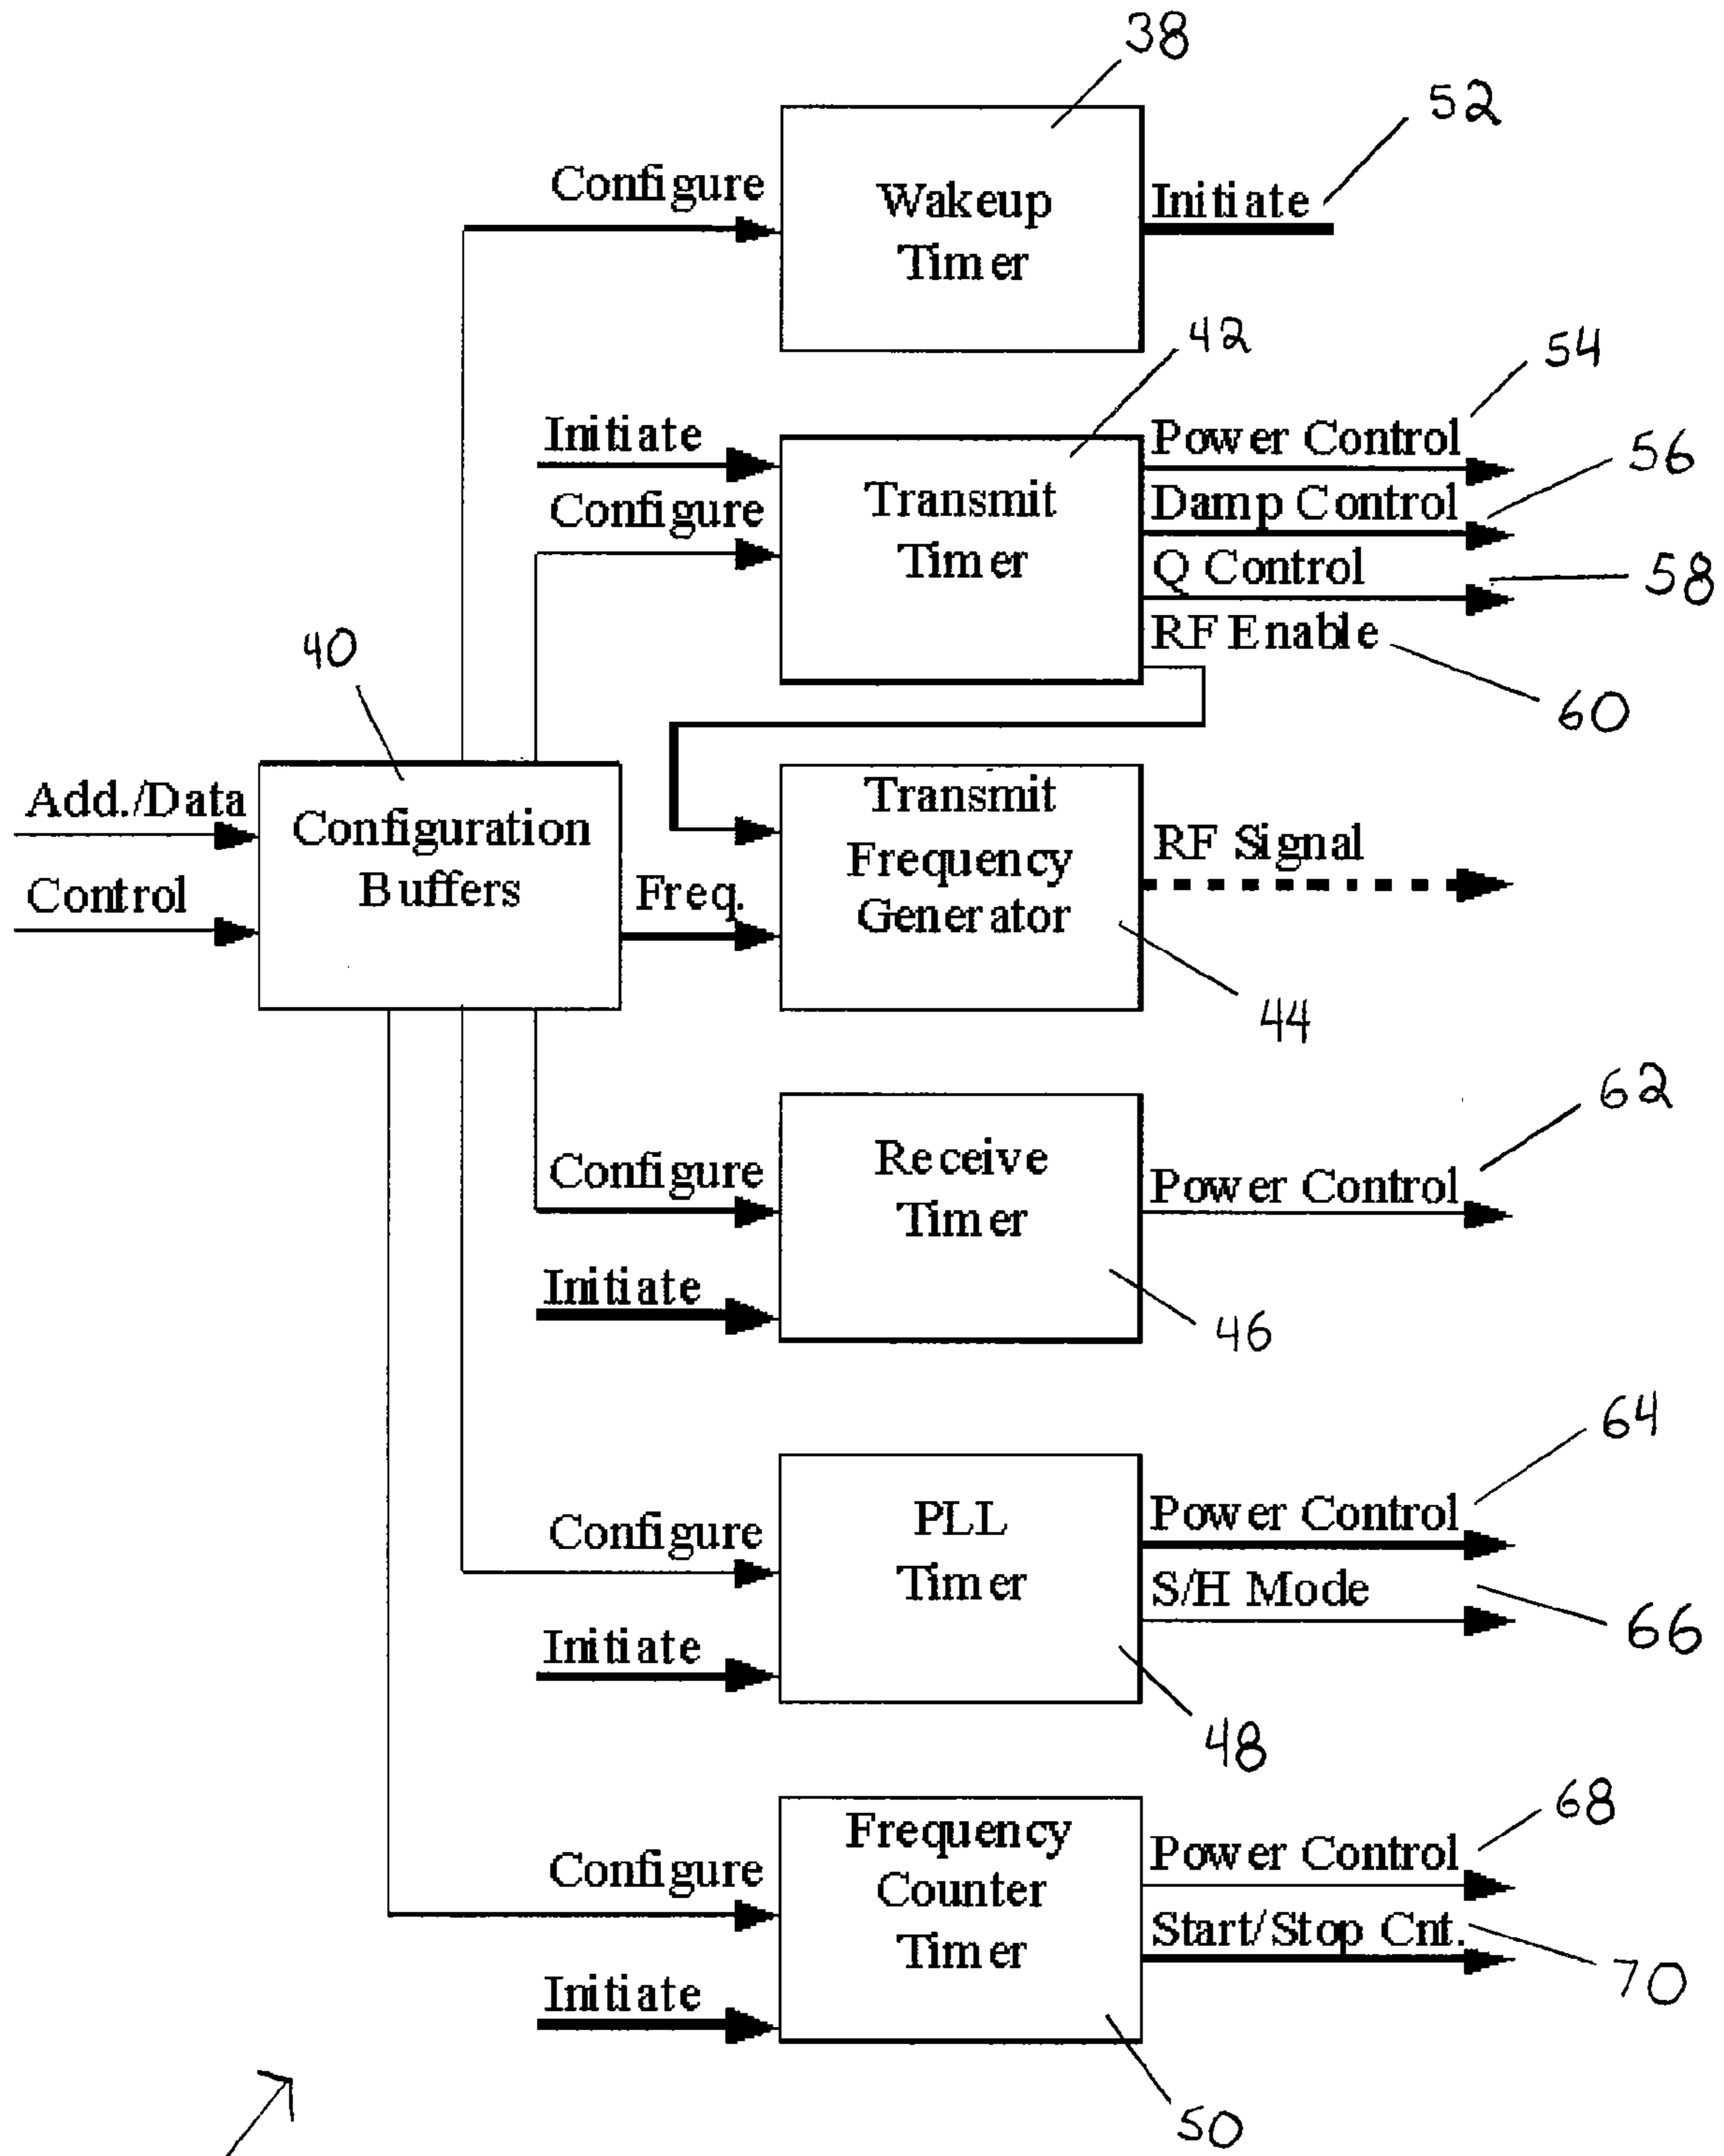 38
52
Configure
Wakeup
Timer
Initiate
42
54
Initiate
Configure
Transmit
Timer
Power Control
Damp Control
Q Control
RF Enable
56
58
60
40
Add./Data
Control
Configuration
Buffers
Freq.
Transmit
Frequency
Generator
RF Signal
44
62
Configure
Initiate
Receive
Timer
Power Control
46
64
Configure
Initiate
PLL
Timer
Power Control
S/H Mode
66
48
68
Configure
Initiate
Frequency
Counter
Timer
Power Control
Start/Stop Cnt.
70
50